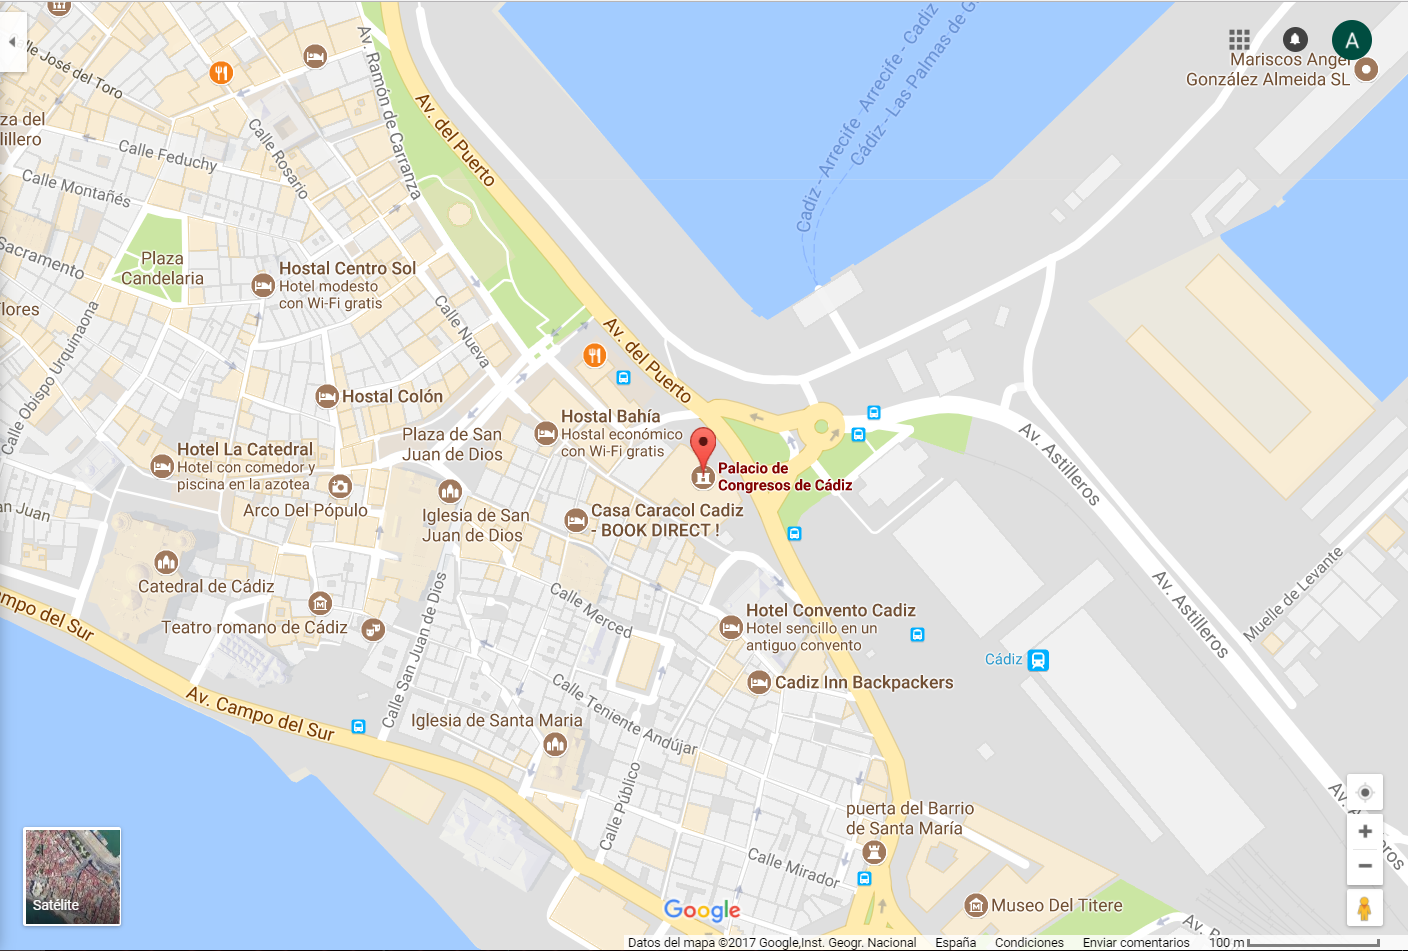 Calle José del Toro
Av. Ramón de Carranza
Cadiz - Arrecife
Arrecife - Cadiz
Cádiz - Las Palmas de G
A
Mariscos Angel
González Almeida SL
za del
lillero
Calle Feduchy
Calle Rosario
Av. del Puerto
Calle Montañés
Sacramento
Plaza
Candelaria
Hostal Centro Sol
Hotel modesto
con Wi-Fi gratis
Flores
Calle Obispo Urquinaona
Calle Nueva
Av. del Puerto
Hostal Colón
Plaza de San
Juan de Dios
Hostal Bahía
Hostal económico
con Wi-Fi gratis
Hotel La Catedral
Hotel con comedor y
piscina en la azotea
Palacio de
Congresos de Cádiz
Av. Astilleros
Arco Del Pópulo
an Juan
Iglesia de San
Juan de Dios
Casa Caracol Cadiz
- BOOK DIRECT !
Catedral de Cádiz
Calle San Juan de Dios
Calle Merced
Av. Astilleros
Muelle de Levante
ampo del Sur
Teatro romano de Cádiz
Hotel Convento Cadiz
Hotel sencillo en un
antiguo convento
Cádiz
Cadiz Inn Backpackers
Av. Campo del Sur
Calle Teniente Andújar
Iglesia de Santa Maria
Calle Público
puerta del Barrio
de Santa María
Av. Astilleros
Calle Mirador
Satélite
Museo Del Titere
Google
Av. P
Datos del mapa ©2017 Google,Inst. Geogr. Nacional España Condiciones Enviar comentarios 100 m